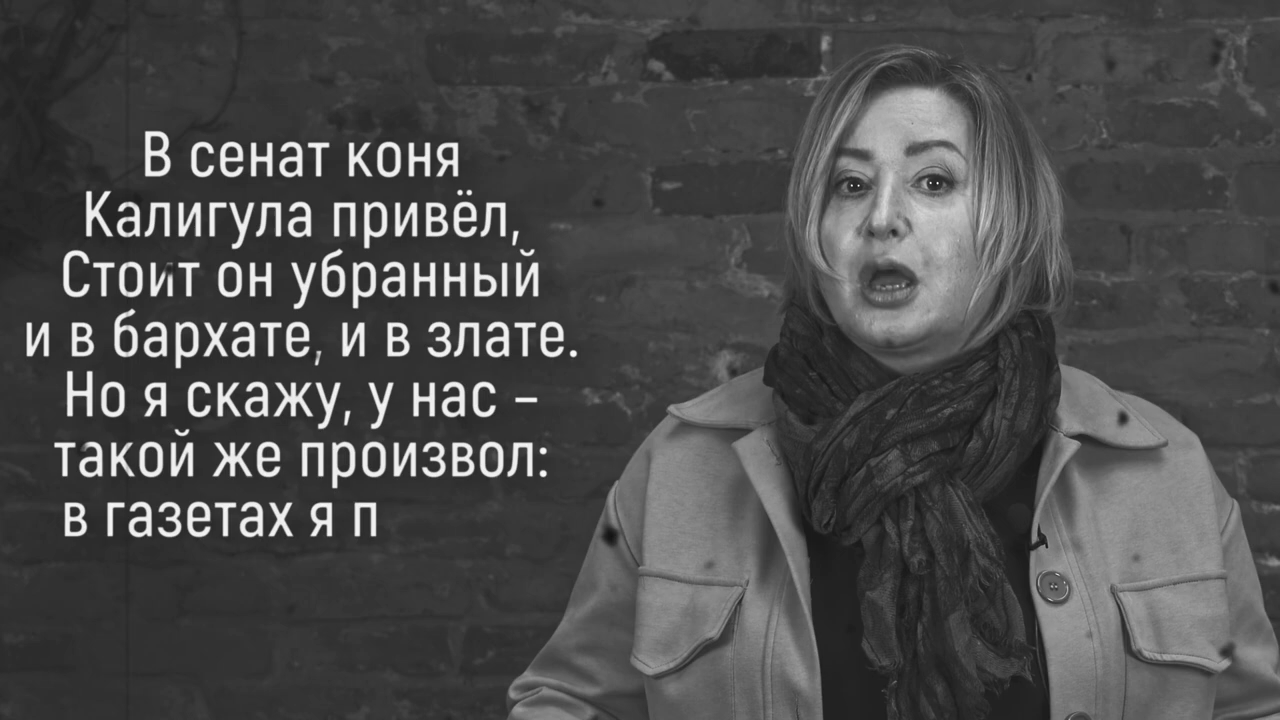 В сенат коня
Калигула привёл,
Стоит он убранный
и в бархате, и в злате.
Но я скажу, у нас –
такой же произвол:
в газетах я п